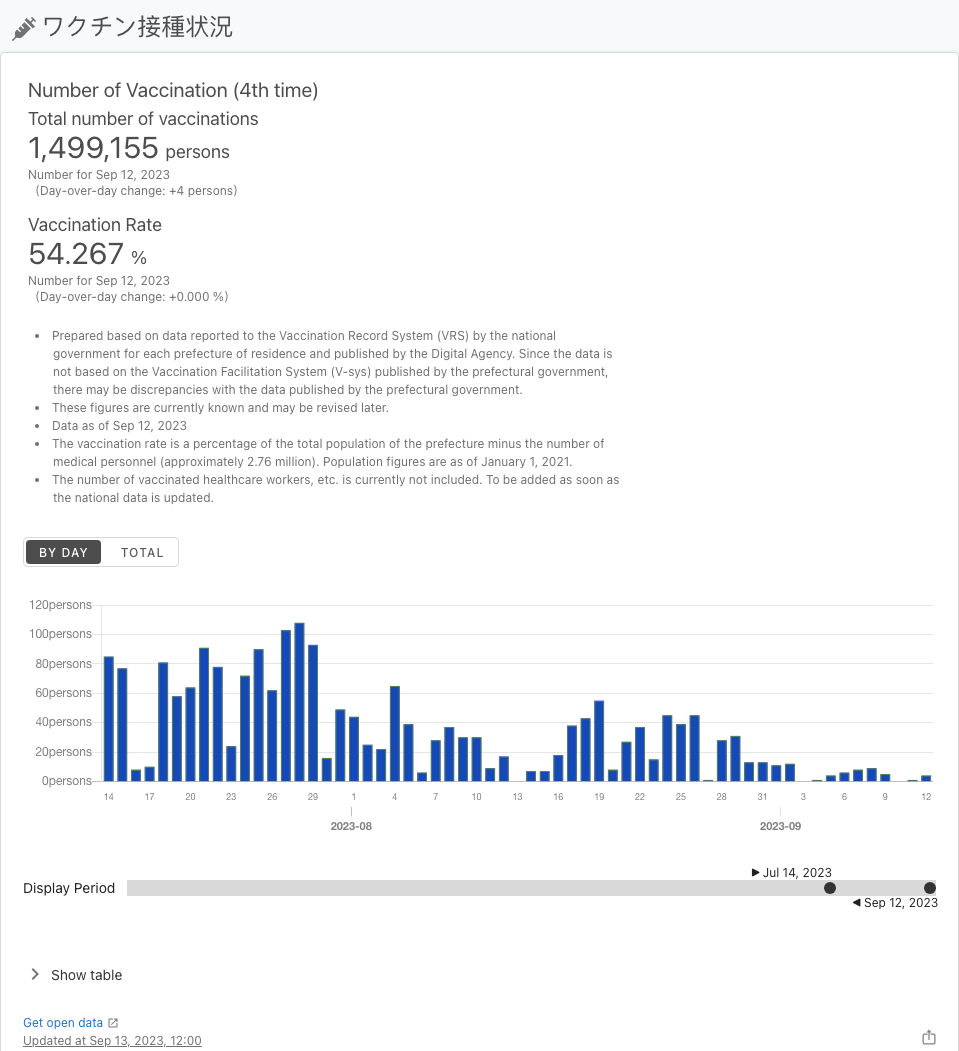 ワクチン接種状況
Number of Vaccination (4th time)
Total number of vaccinations
1,499,155 persons
Number for Sep 12, 2023
(Day-over-day change: +4 persons)
Vaccination Rate
54.267 %
Number for Sep 12, 2023
(Day-over-day change: +0.000 %)
• Prepared based on data reported to the Vaccination Record System (VRS) by the national
government for each prefecture of residence and published by the Digital Agency. Since the data is
not based on the Vaccination Facilitation System (V-sys) published by the prefectural government,
there may be discrepancies with the data published by the prefectural government.
• These figures are currently known and may be revised later.
• Data as of Sep 12, 2023
• The vaccination rate is a percentage of the total population of the prefecture minus the number of
medical personnel (approximately 2.76 million). Population figures are as of January 1, 2021.
• The number of vaccinated healthcare workers, etc. is currently not included. To be added as soon as
the national data is updated.
BY DAY TOTAL
120persons
100persons
80persons
60persons
40persons
20persons
0persons
14 17 20 23 26 29 1 4 7 10 13 16 19 22 25 28 31 3 6 9 12
2023-08 2023-09
Jul 14, 2023
Display Period
Sep 12, 2023
Show table
Get open data
Updated at Sep 13, 2023, 12:00